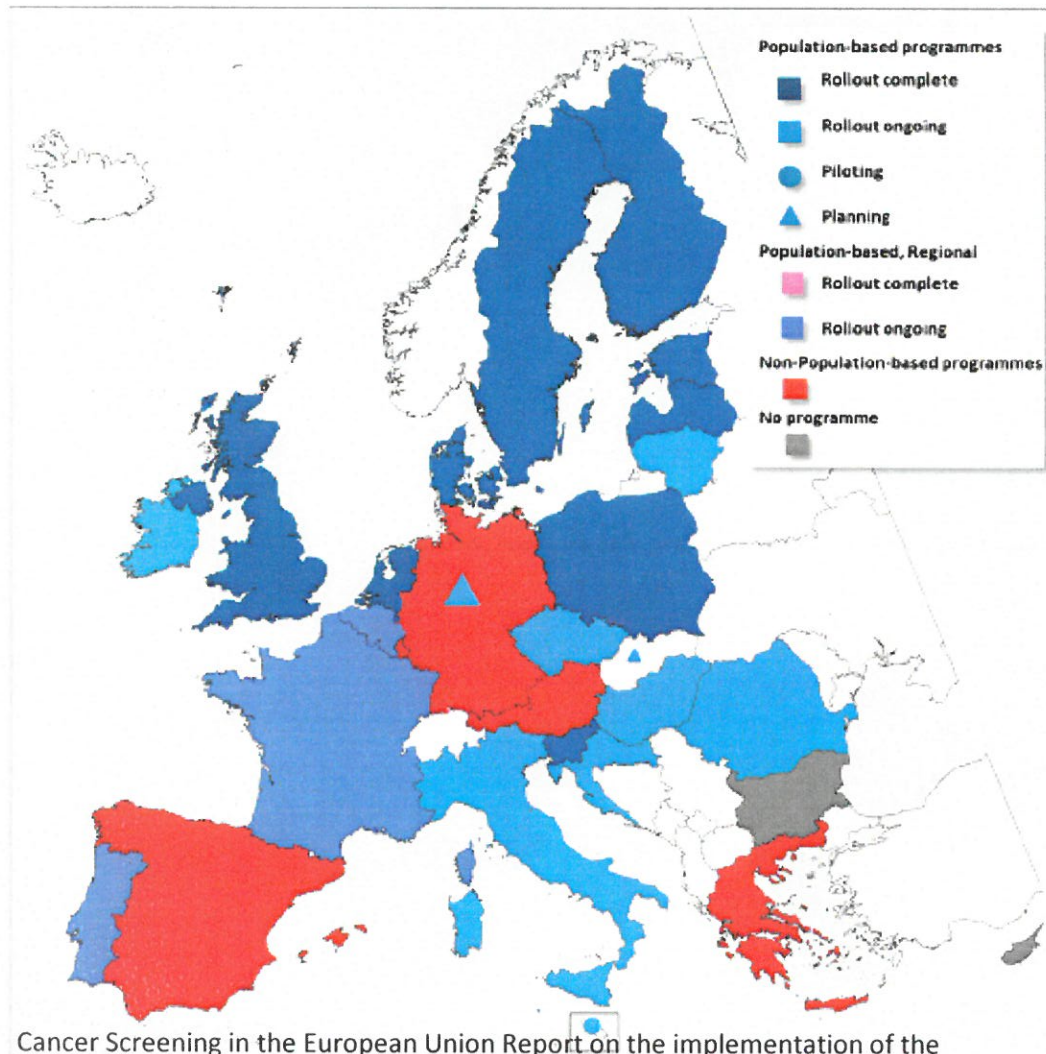 Population-based programmes
Rollout complete
Rollout ongoing
Piloting
Planning
Population-based, Regional
Rollout complete
Rollout ongoing
Non-Population-based programmes
No programme
Cancer Screening in the European Union Report on the implementation of the